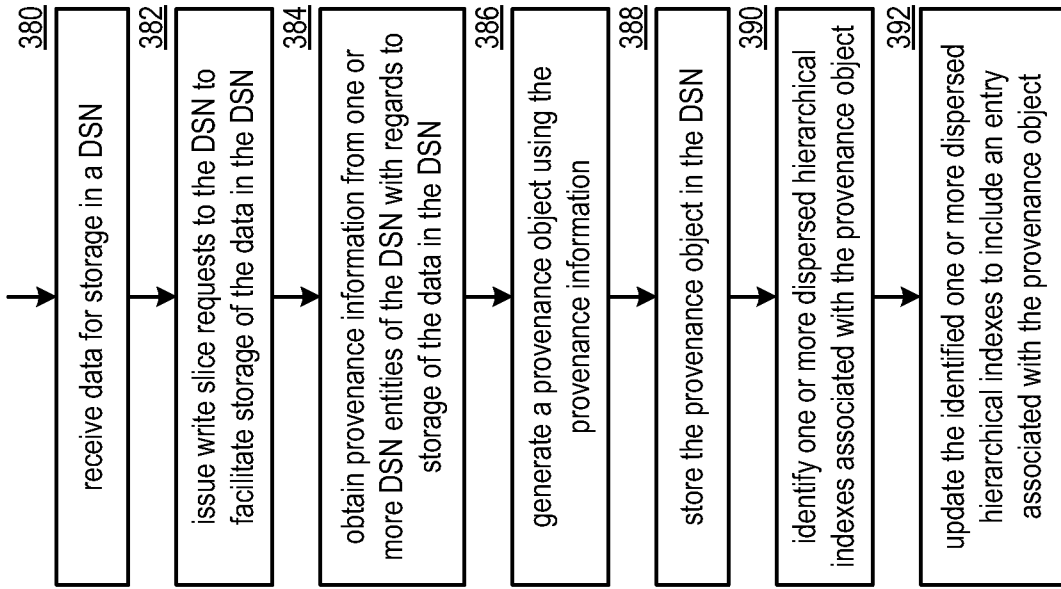 380
receive data for storage in a DSN
382
issue write slice requests to the DSN to
facilitate storage of the data in the DSN
384
obtain provenance information from one or
more DSN entities of the DSN with regards to
storage of the data in the DSN
386
generate a provenance object using the
provenance information
388
store the provenance object in the DSN
390
identify one or more dispersed hierarchical
indexes associated with the provenance object
392
update the identified one or more dispersed
hierarchical indexes to include an entry
associated with the provenance object